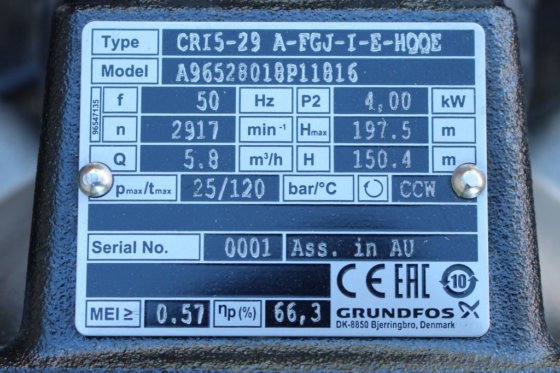 Type CRI5-29 A-FGJ-I-E-HQQE
Model A96528018P11816
96547135
f 50 Hz P2 4,00 kW
n 2917 min-1 Hmax 197.5 m
Q 5.8 m³/h H 150.4 m
pmax/tmax 25/120 bar/°C CCW
Serial No. 0001 Ass. in AU
CE EAC 10
MEI ≥ 0.57 ηp(%) 66,3 GRUNDFOS
DK-8850 Bjerringbro, Denmark